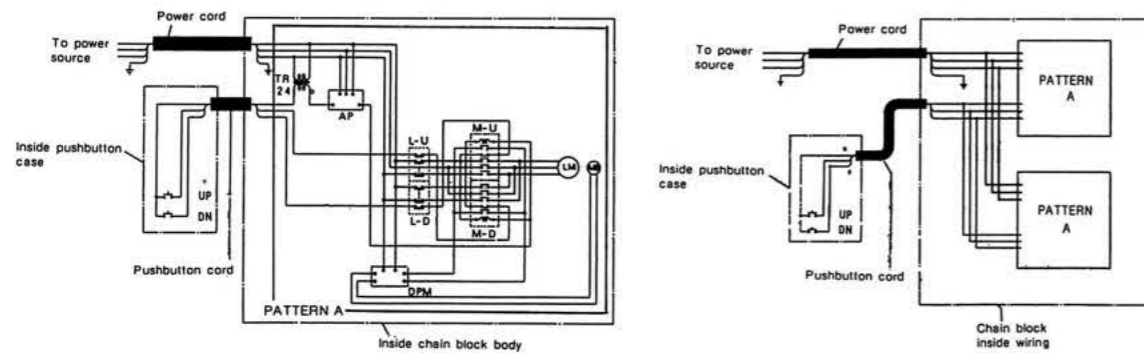 Power cord
To power
source
TR
24
AP
M-U
L-U
LM
MB
Inside pushbutton
case
UP
DN
L-D
M-D
Pushbutton cord
DPM
PATTERN A
Inside chain block body
Power cord
To power
source
PATTERN
A
Inside pushbutton
case
UP
DN
PATTERN
A
Pushbutton cord
Chain block
inside wiring